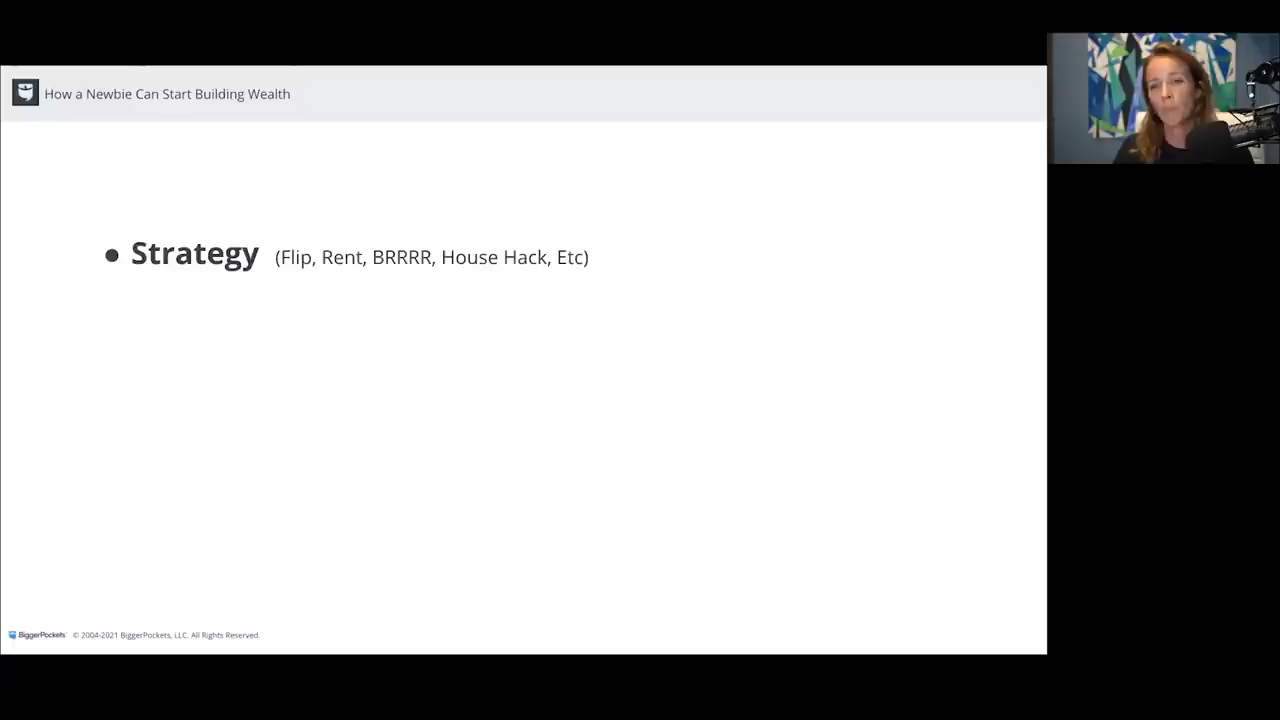 How a Newbie Can Start Building Wealth
● Strategy (Flip, Rent, BRRRR, House Hack, Etc)
BiggerPockets © 2004-2021 BiggerPockets, LLC. All Rights Reserved.